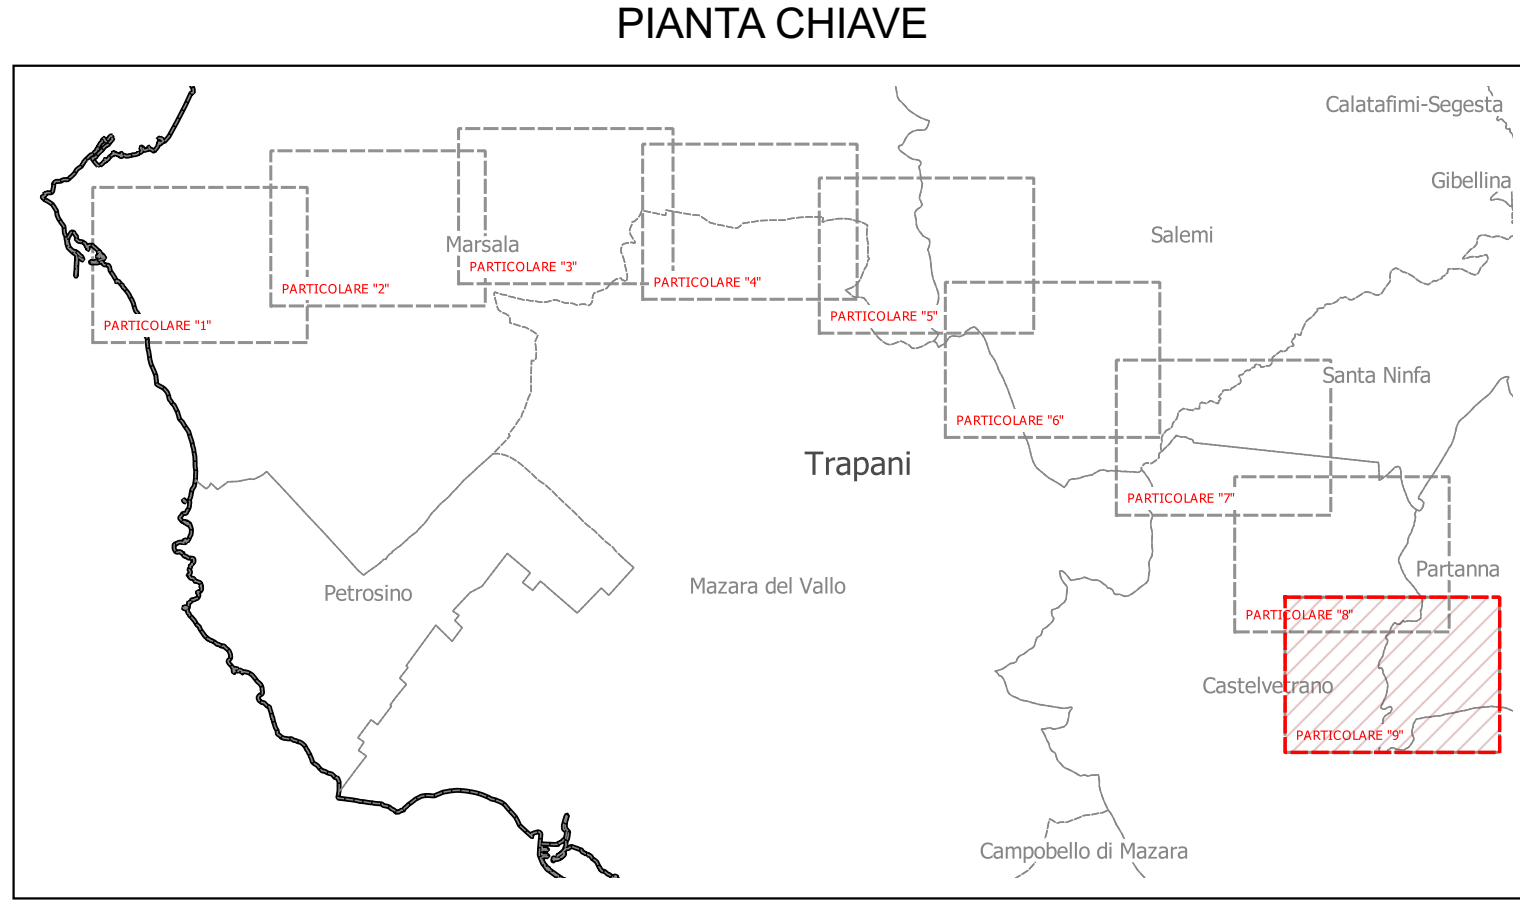 PIANTA CHIAVE
Calatafimi-Segesta
Gibellina
Salemi
Marsala
PARTICOLARE "3"
PARTICOLARE "4"
PARTICOLARE "2"
PARTICOLARE "5"
PARTICOLARE "1"
Santa Ninfa
PARTICOLARE "6"
Trapani
PARTICOLARE "7"
Partanna
Mazara del Vallo
Petrosino
PARTICOLARE "8"
Castelvetrano
PARTICOLARE "9"
Campobello di Mazara